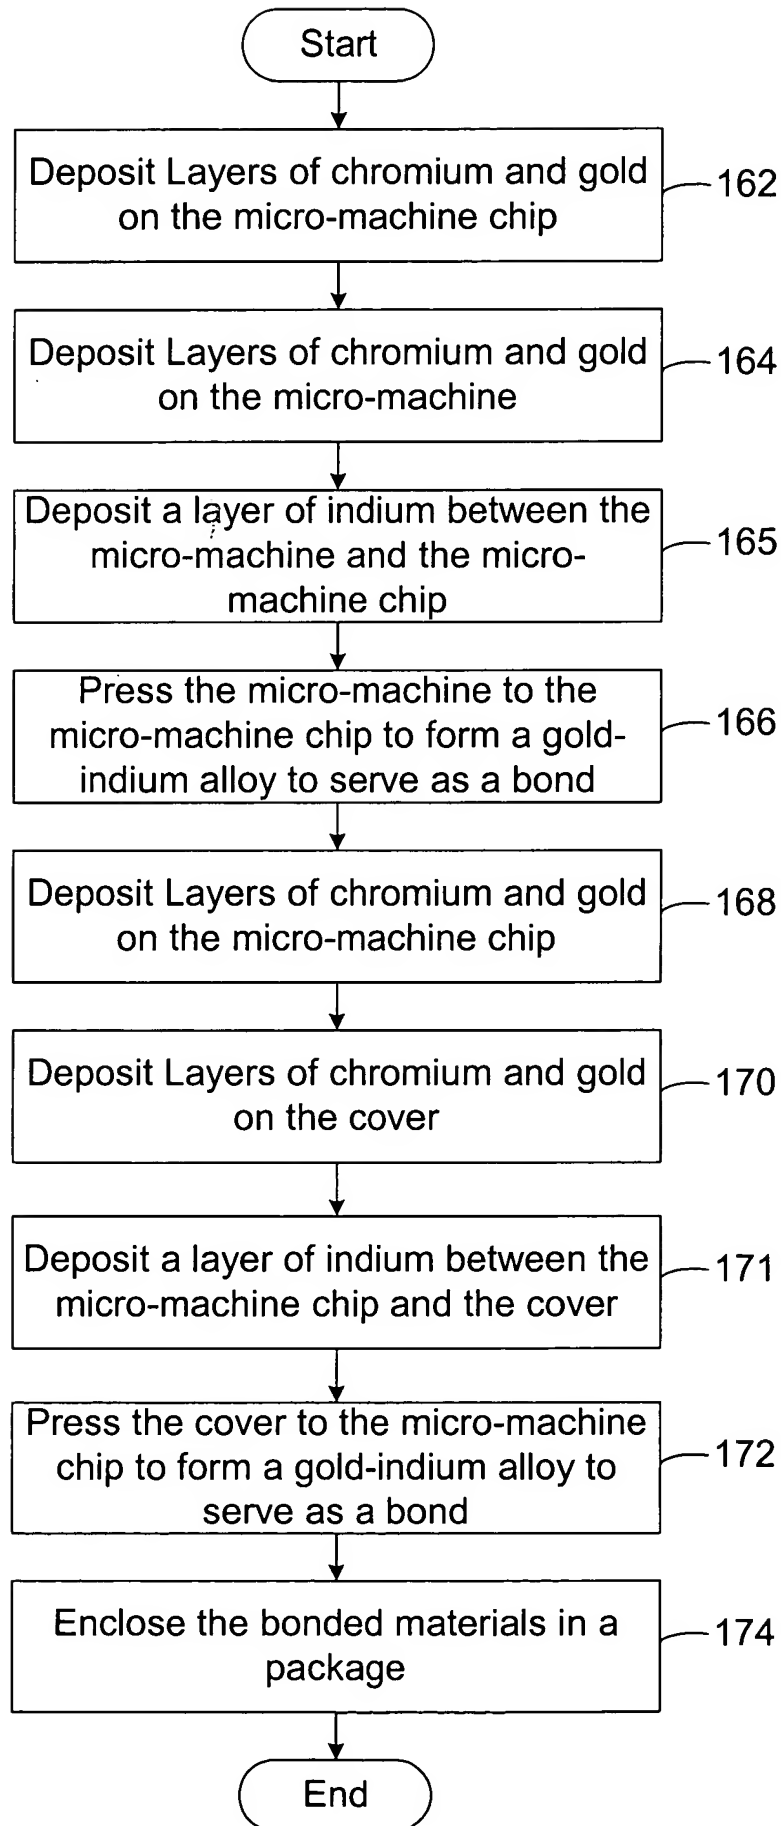 Start
Deposit Layers of chromium and gold
on the micro-machine chip
162
Deposit Layers of chromium and gold
on the micro-machine
164
Deposit a layer of indium between the
micro-machine and the micro-
machine chip
165
Press the micro-machine to the
micro-machine chip to form a gold-
indium alloy to serve as a bond
166
Deposit Layers of chromium and gold
on the micro-machine chip
168
Deposit Layers of chromium and gold
on the cover
170
Deposit a layer of indium between the
micro-machine chip and the cover
171
Press the cover to the micro-machine
chip to form a gold-indium alloy to
serve as a bond
172
Enclose the bonded materials in a
package
174
End